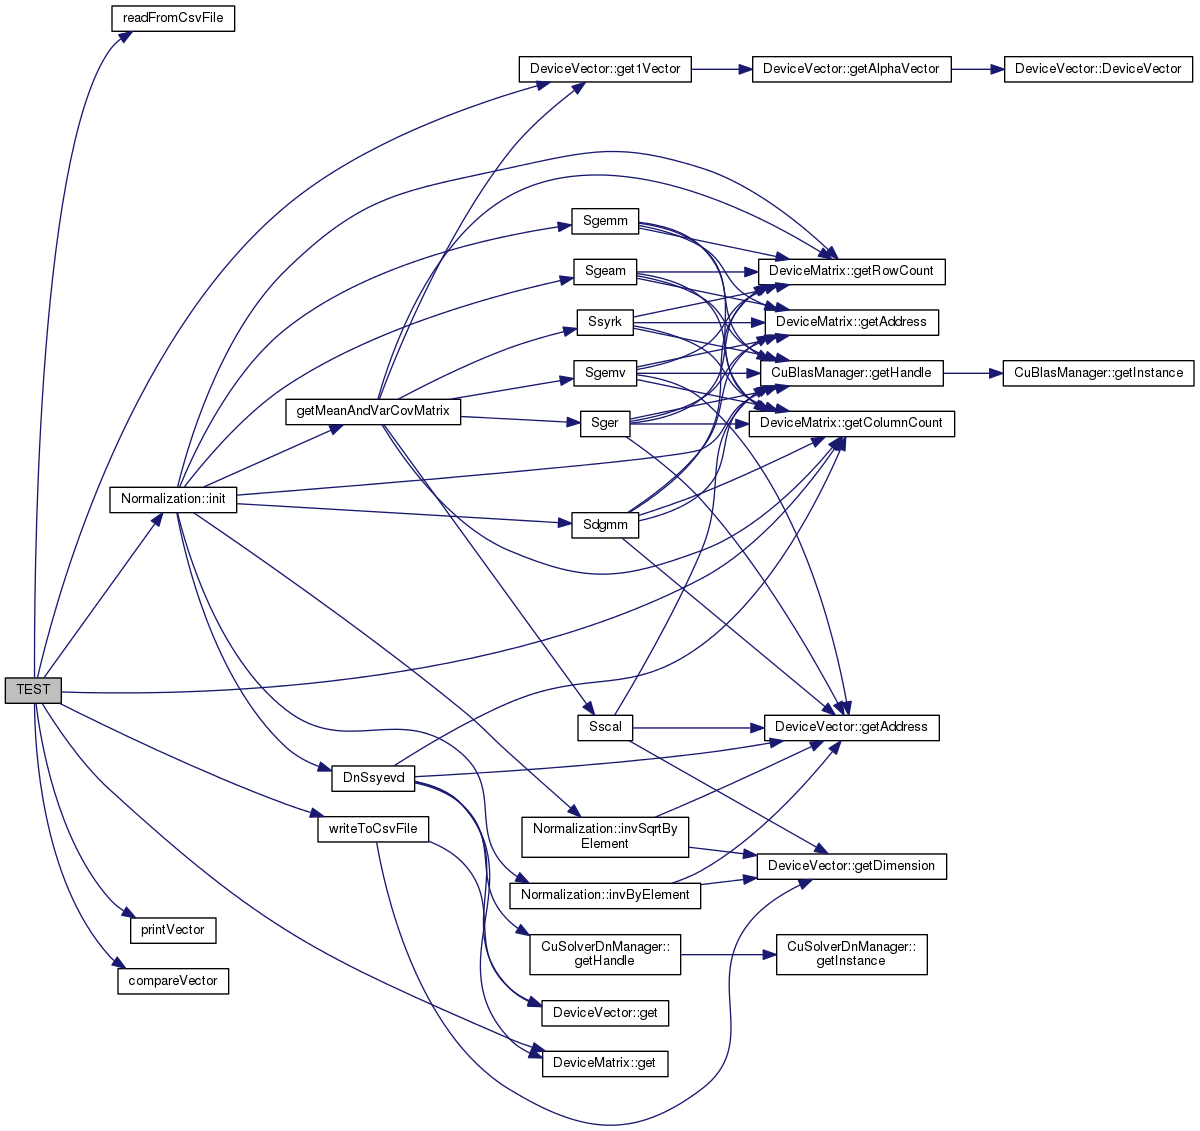 readFromCsvFile
DeviceVector::get1Vector
DeviceVector::getAlphaVector
DeviceVector::DeviceVector
Sgemm
Sgeam
DeviceMatrix::getRowCount
Ssyrk
DeviceMatrix::getAddress
Sgemv
CuBlasManager::getHandle
CuBlasManager::getInstance
getMeanAndVarCovMatrix
Sger
DeviceMatrix::getColumnCount
Normalization::init
Sdgmm
TEST
Sscal
DeviceVector::getAddress
DnSsyevd
writeToCsvFile
Normalization::invSqrtBy
Element
DeviceVector::getDimension
Normalization::invByElement
printVector
CuSolverDnManager::
getHandle
CuSolverDnManager::
getInstance
compareVector
DeviceVector::get
DeviceMatrix::get